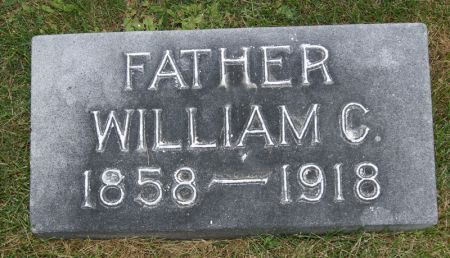 FATHER
WILLIAM C.
1858 — 1918